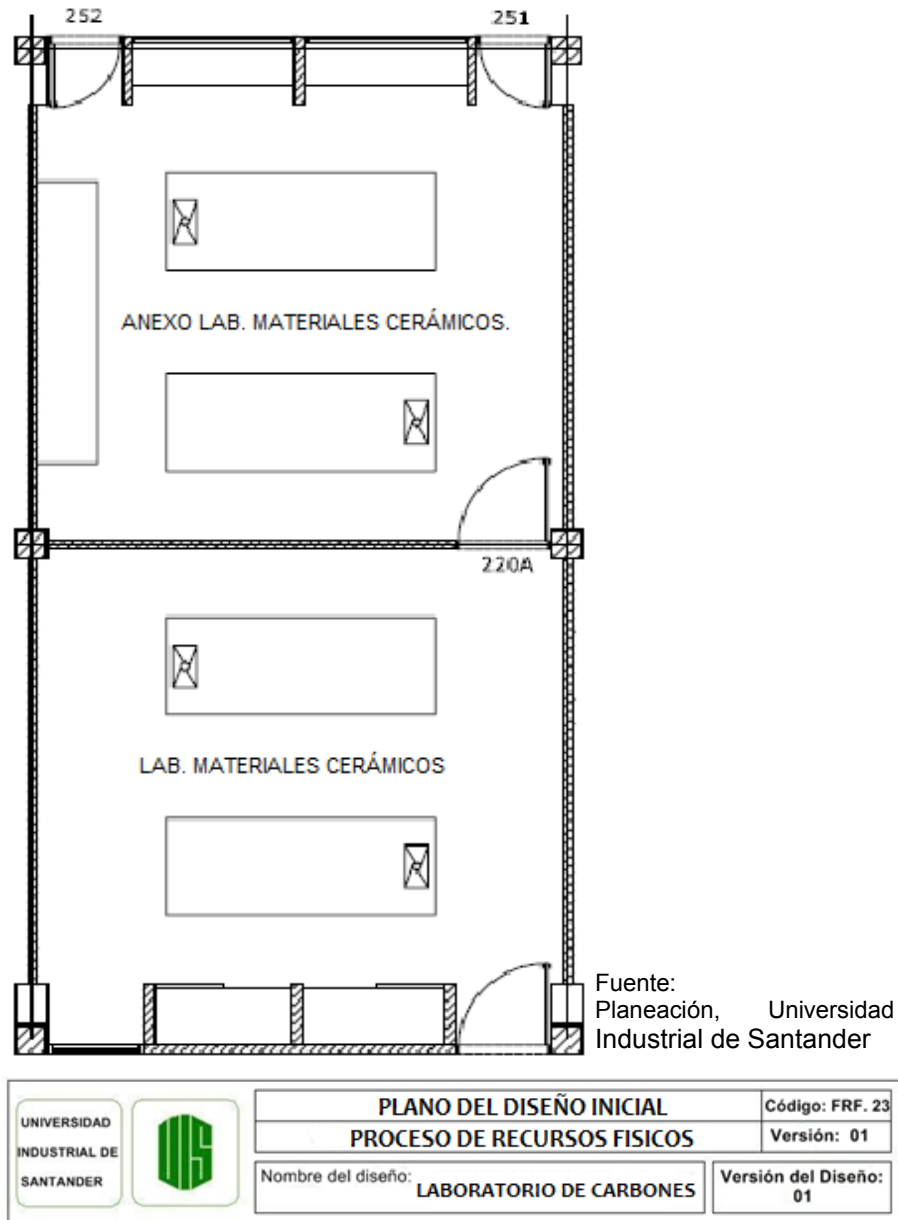 252
251
ANEXO LAB. MATERIALES CERÁMICOS.
220A
LAB. MATERIALES CERÁMICOS
Fuente:
Planeación, Universidad
Industrial de Santander
UNIVERSIDAD
INDUSTRIAL DE
SANTANDER
UIS
PLANO DEL DISEÑO INICIAL
Código: FRF. 23
PROCESO DE RECURSOS FISICOS
Versión: 01
Nombre del diseño:
LABORATORIO DE CARBONES
Versión del Diseño:
01